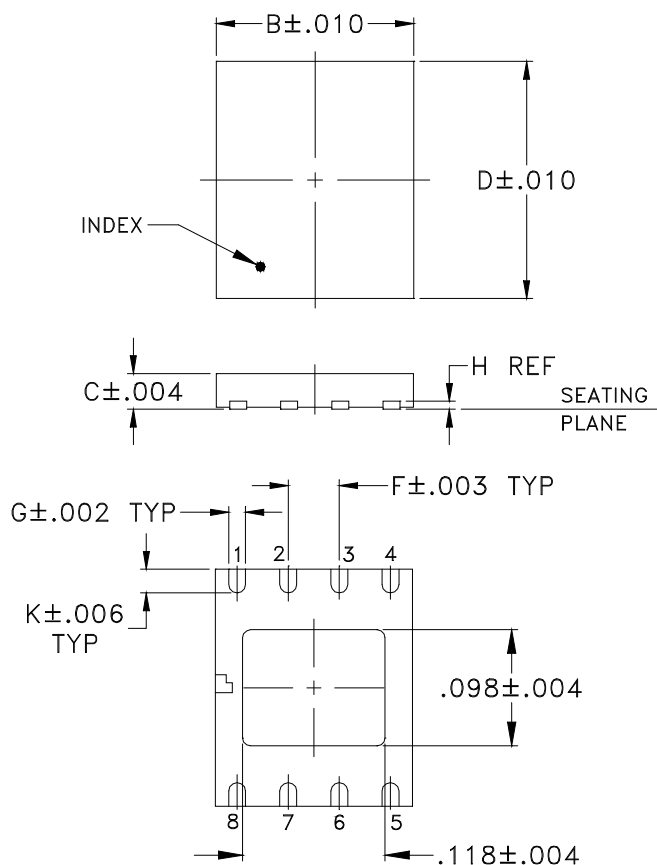 B±.010
D±.010
INDEX
H REF
C±.004
SEATING
PLANE
F±.003 TYP
G±.002 TYP
1 2 3 4
K±.006
TYP
.098±.004
8 7 6 5
.118±.004